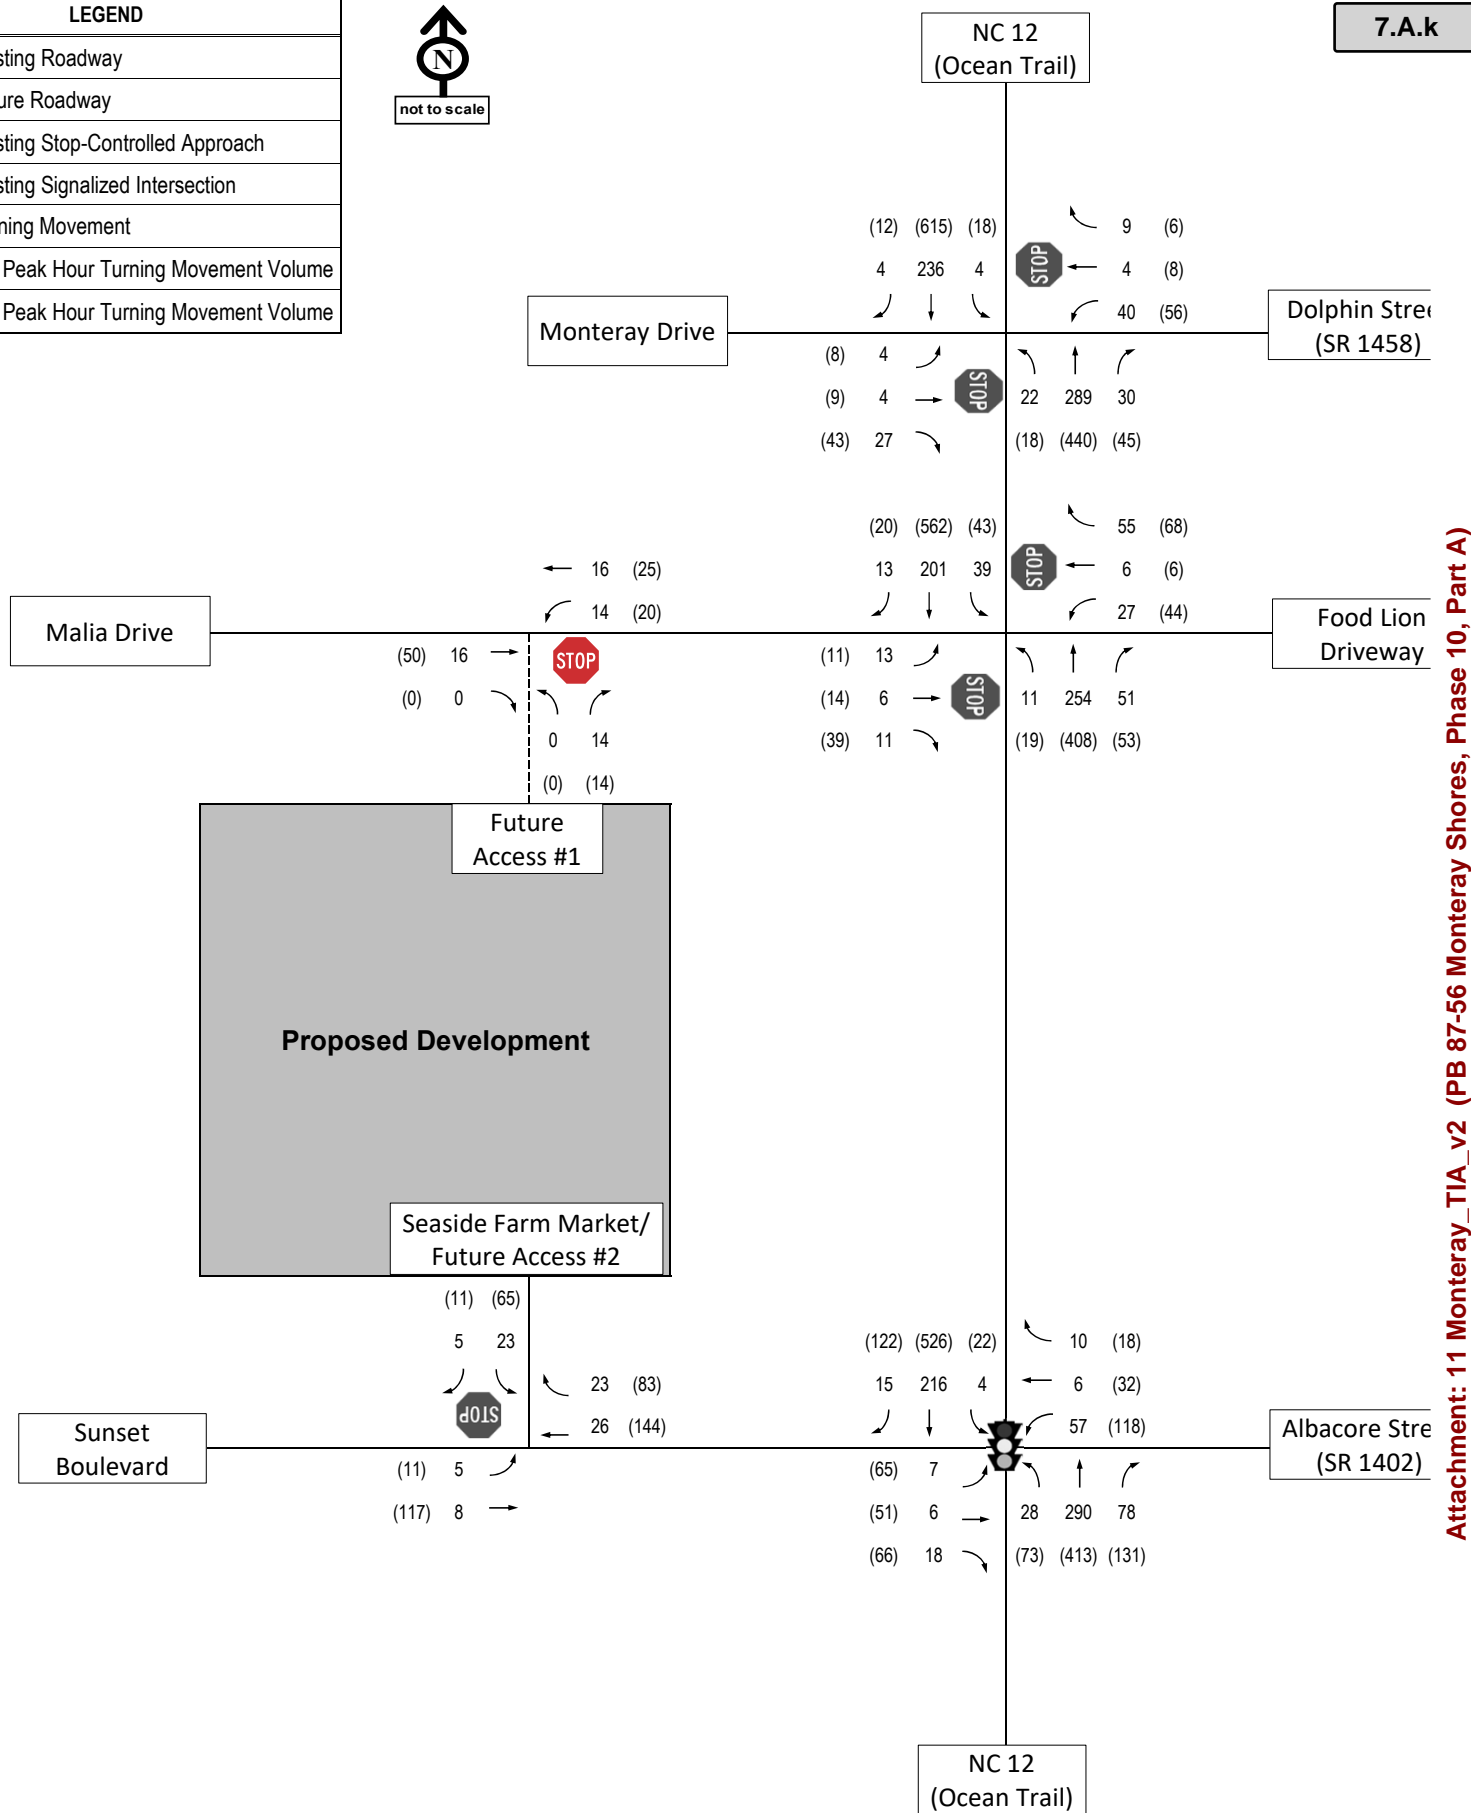 LEGEND
sting Roadway
ure Roadway
sting Stop-Controlled Approach
sting Signalized Intersection
ning Movement
Peak Hour Turning Movement Volume
Peak Hour Turning Movement Volume
N
not to scale
NC 12
(Ocean Trail)
7.A.k
(12) (615) (18)
4 236 4
STOP
9 (6)
4 (8)
40 (56)
Monteray Drive
Dolphin Stree
(SR 1458)
(8) 4
(9) 4
(43) 27
STOP
22 289 30
(18) (440) (45)
(20) (562) (43)
13 201 39
STOP
55 (68)
6 (6)
27 (44)
16 (25)
14 (20)
Malia Drive
Food Lion
Driveway
(50) 16
(0) 0
STOP
0 14
(0) (14)
(11) 13
(14) 6
(39) 11
STOP
11 254 51
(19) (408) (53)
Future
Access #1
Proposed Development
Seaside Farm Market/
Future Access #2
(11) (65)
5 23
STOP
23 (83)
26 (144)
(122) (526) (22)
15 216 4
10 (18)
6 (32)
57 (118)
Sunset
Boulevard
Albacore Stre
(SR 1402)
(11) 5
(117) 8
(65) 7
(51) 6
(66) 18
28 290 78
(73) (413) (131)
NC 12
(Ocean Trail)
Attachment: 11 Monteray_TIA_v2 (PB 87-56 Monteray Shores, Phase 10, Part A)